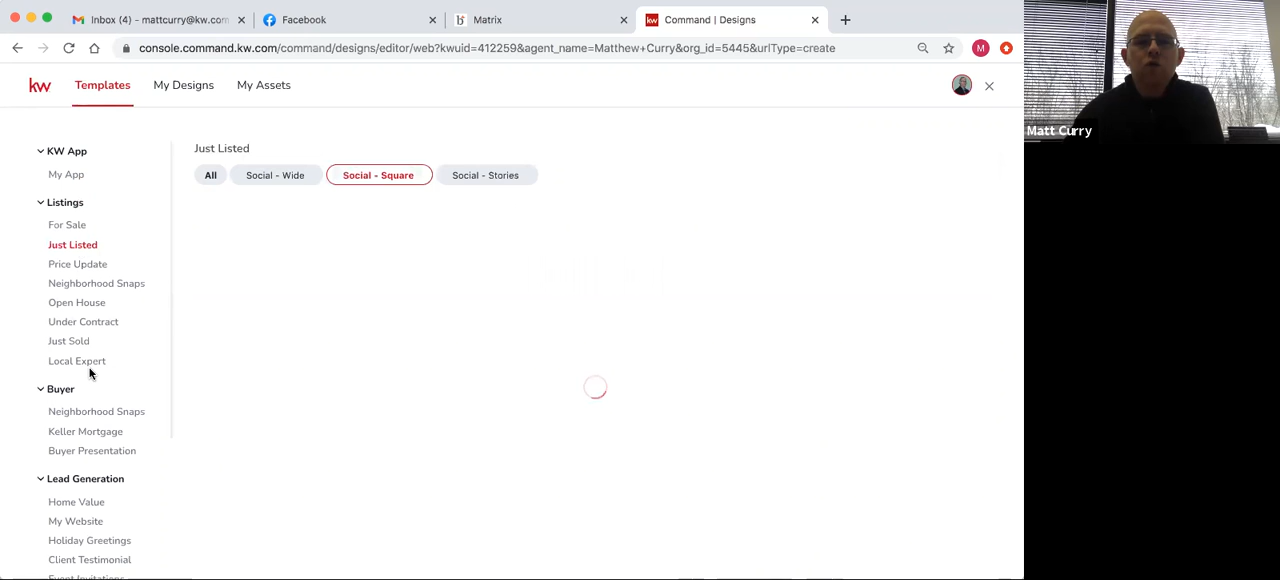 Inbox (4) - mattcurry@kw.com
Facebook
Matrix
kw Command | Designs
console.command.kw.com/command/designs/editor/web?kwuid=412259&agent_name=Matthew+Curry&org_id=5445&urlType=create
M
kw Templates My Designs My Assets
KW App
My App
Listings
For Sale
Just Listed
Price Update
Neighborhood Snaps
Open House
Under Contract
Just Sold
Local Expert
Buyer
Neighborhood Snaps
Keller Mortgage
Buyer Presentation
Lead Generation
Home Value
My Website
Holiday Greetings
Client Testimonial
Event Invitations
Just Listed
All Social - Wide Social - Square Social - Stories
Matt Curry